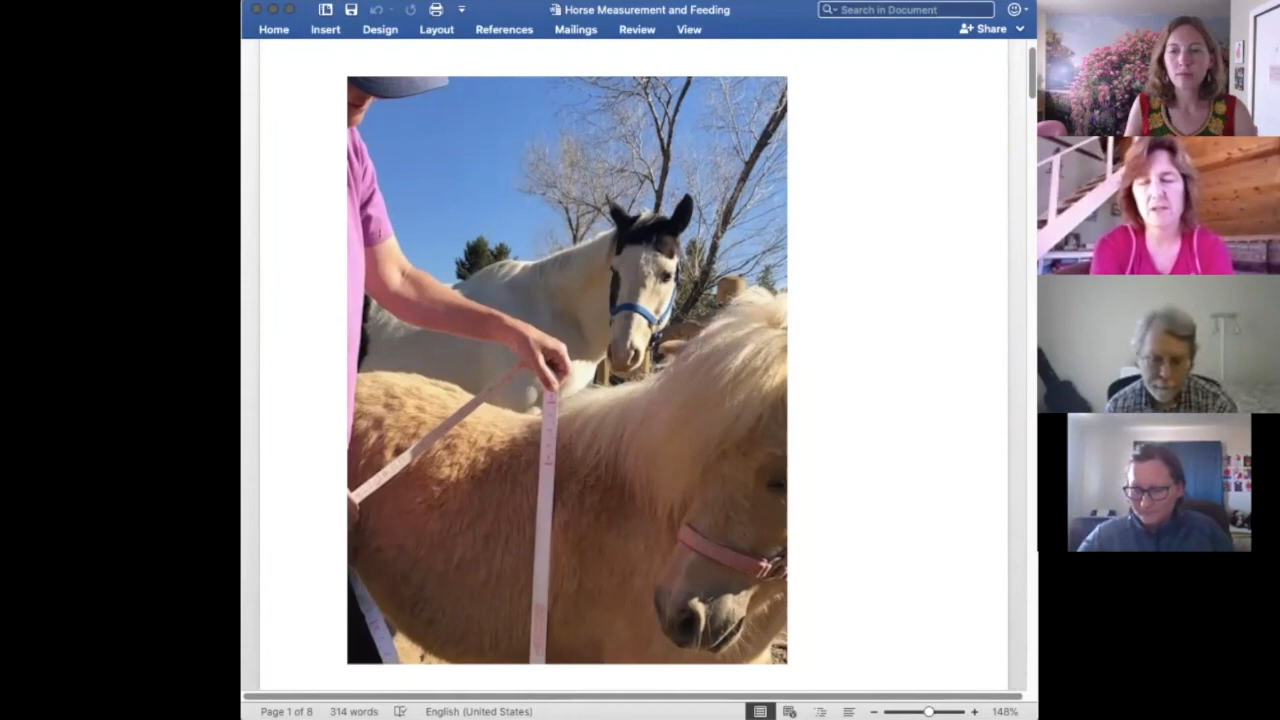 Horse Measurement and Feeding
Search in Document
Home Insert Design Layout References Mailings Review View Share
Page 1 of 8 314 words English (United States) 148%